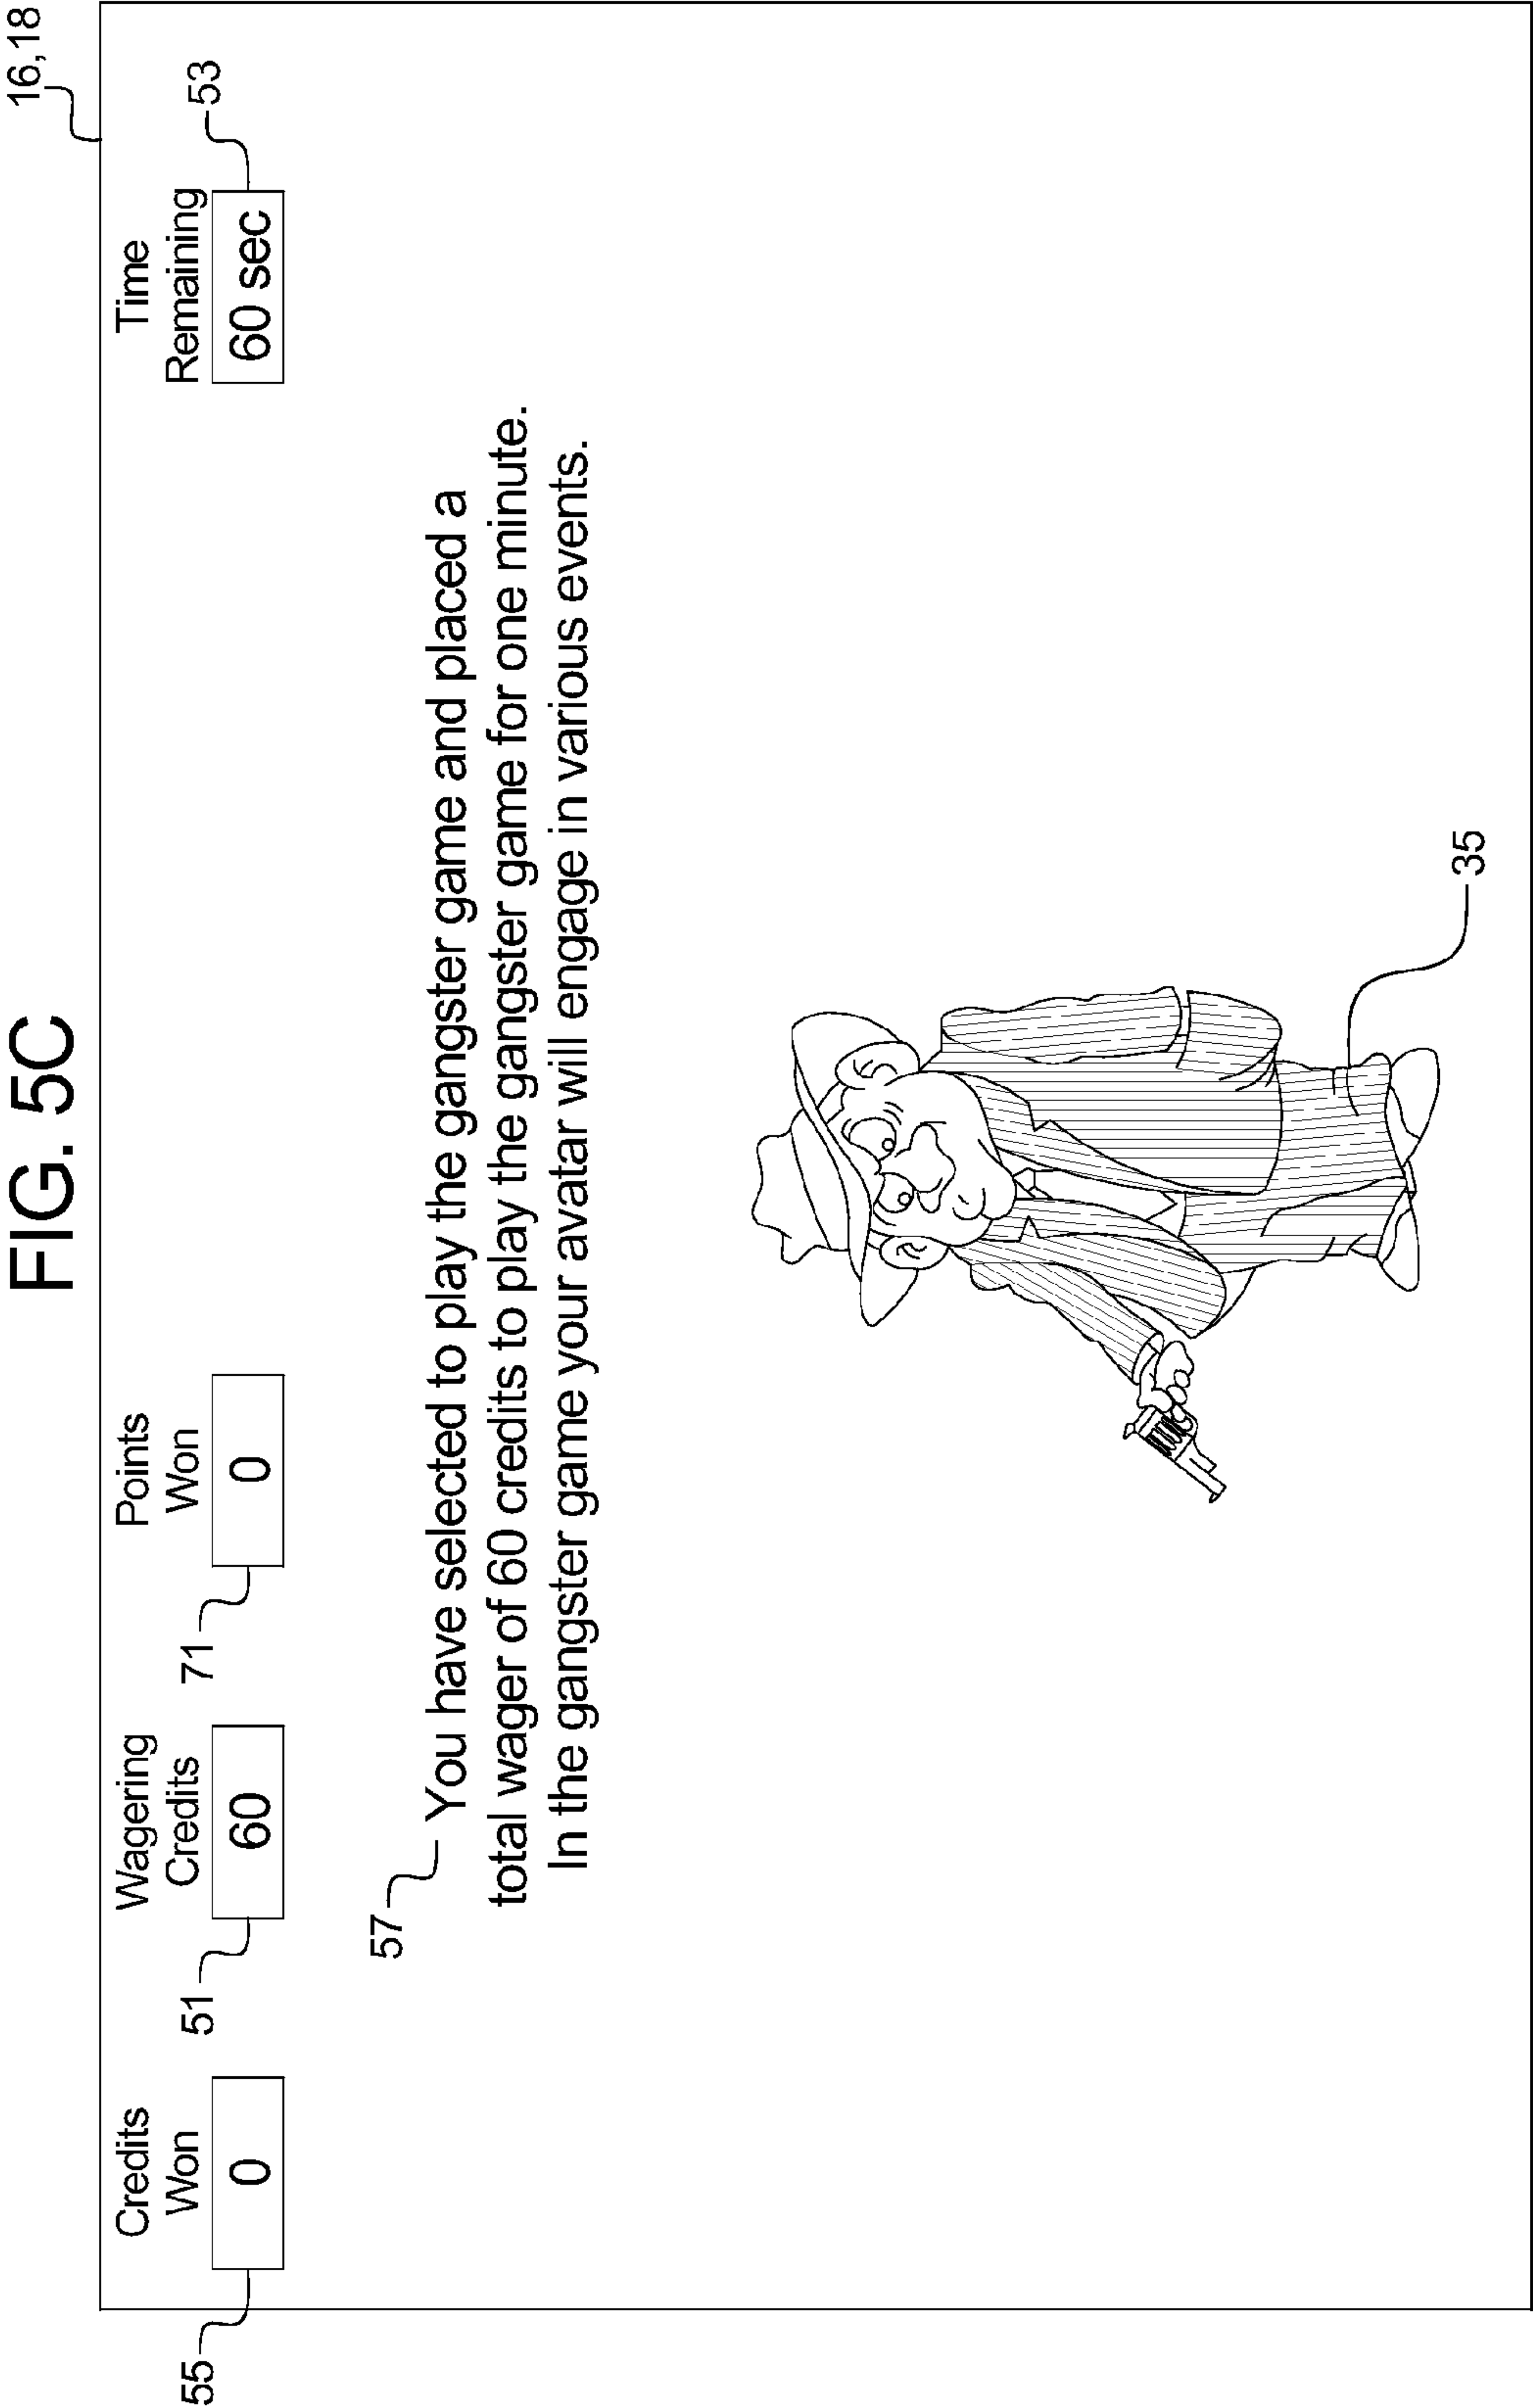 FIG. 5C
16,18
Credits
Won
0
55
Wagering
Credits
60
51
Points
Won
0
71
Time
Remaining
60 sec
53
57
You have selected to play the gangster game and placed a
total wager of 60 credits to play the gangster game for one minute.
In the gangster game your avatar will engage in various events.
35